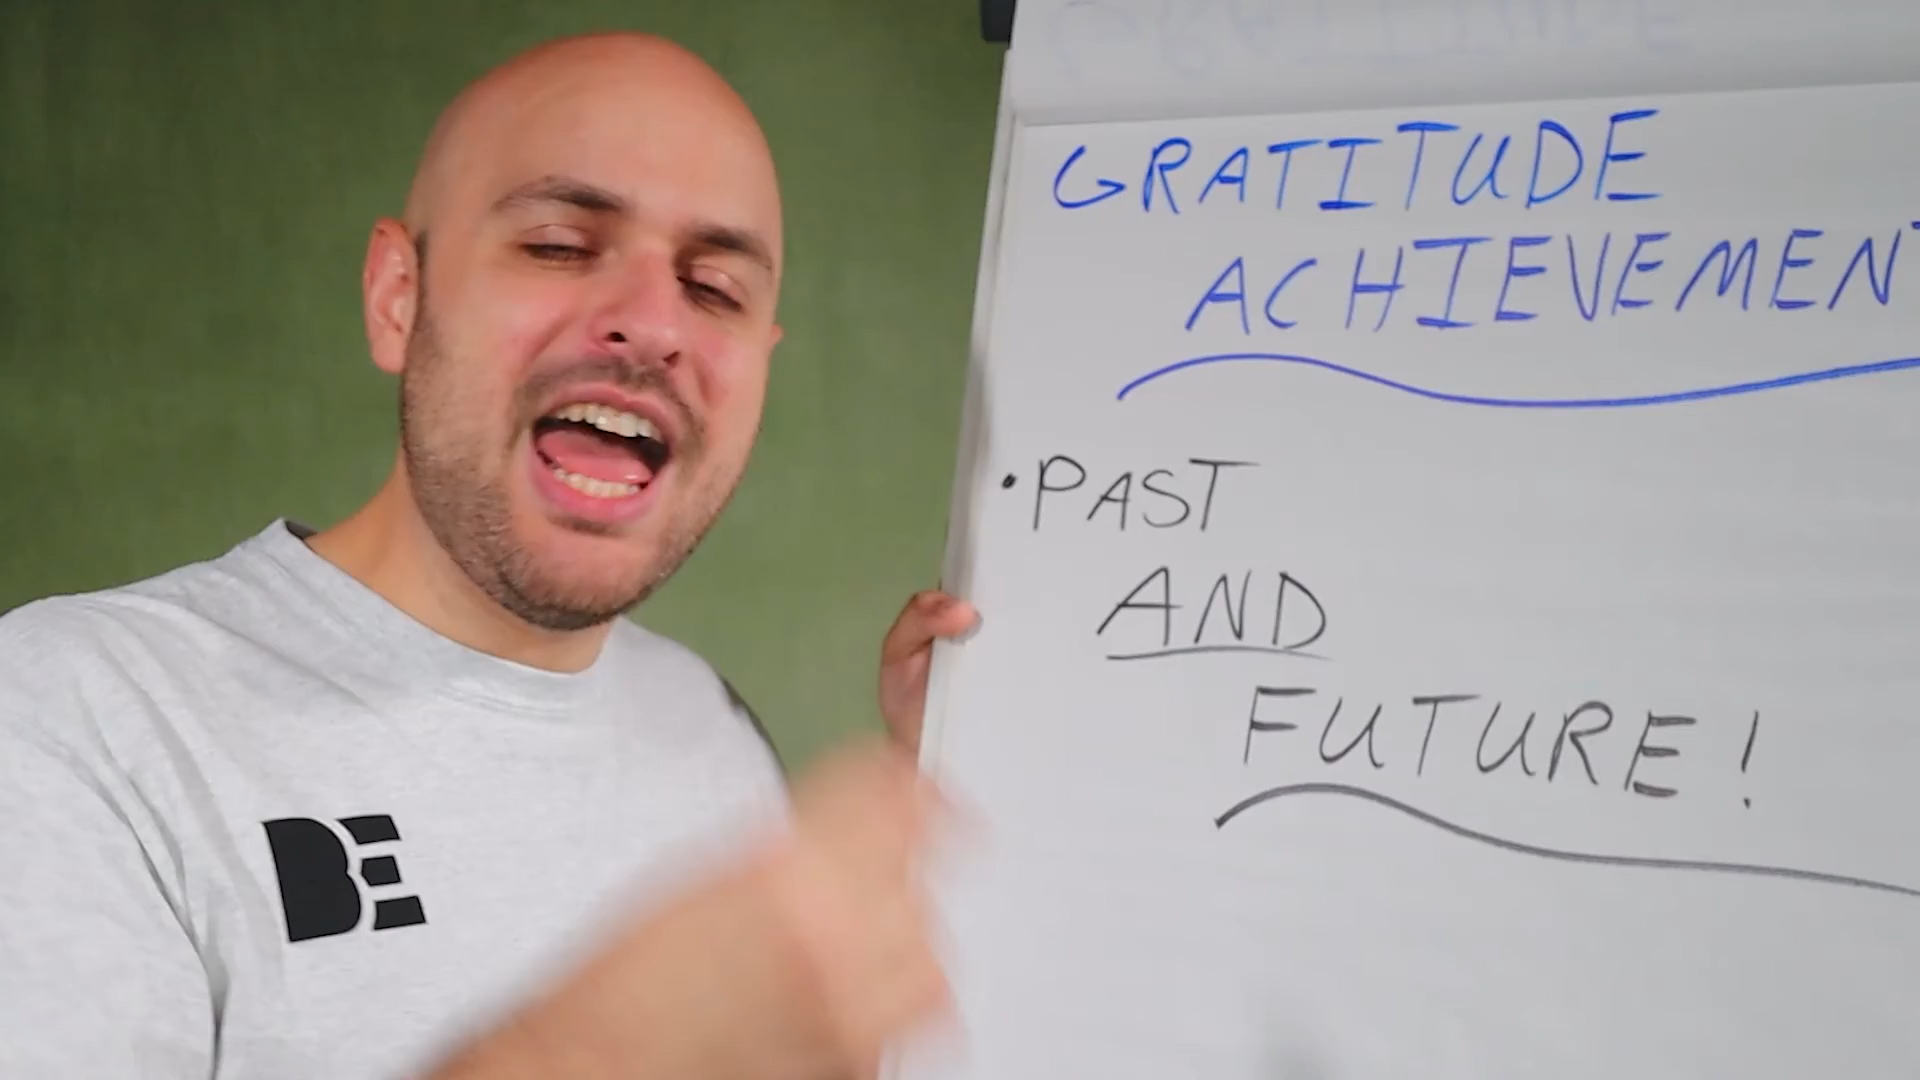 GRATITUDE
ACHIEVEMENT
• PAST
AND
FUTURE!
BE